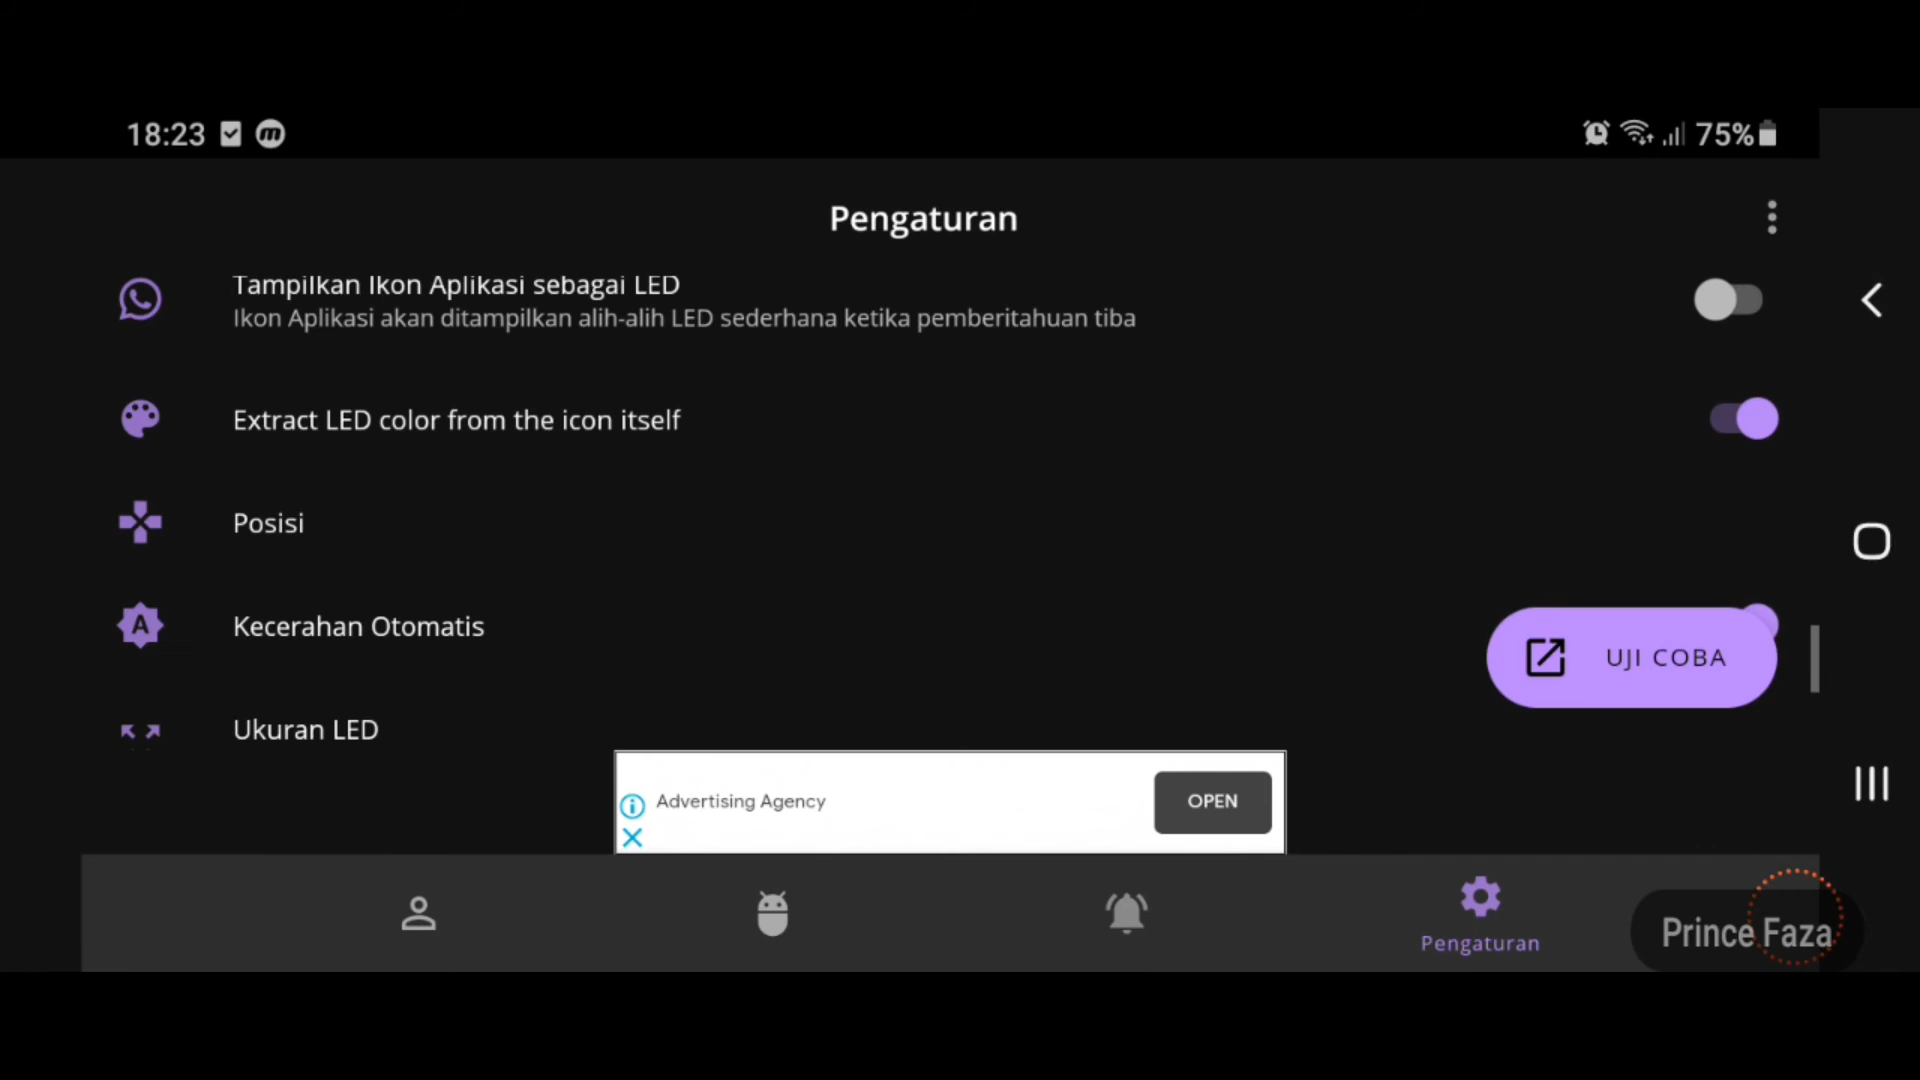 18:23
75%
Pengaturan
Tampilkan Ikon Aplikasi sebagai LED
Ikon Aplikasi akan ditampilkan alih-alih LED sederhana ketika pemberitahuan tiba
Extract LED color from the icon itself
Posisi
A
Kecerahan Otomatis
UJI COBA
Ukuran LED
Advertising Agency
OPEN
Pengaturan
Prince Faza